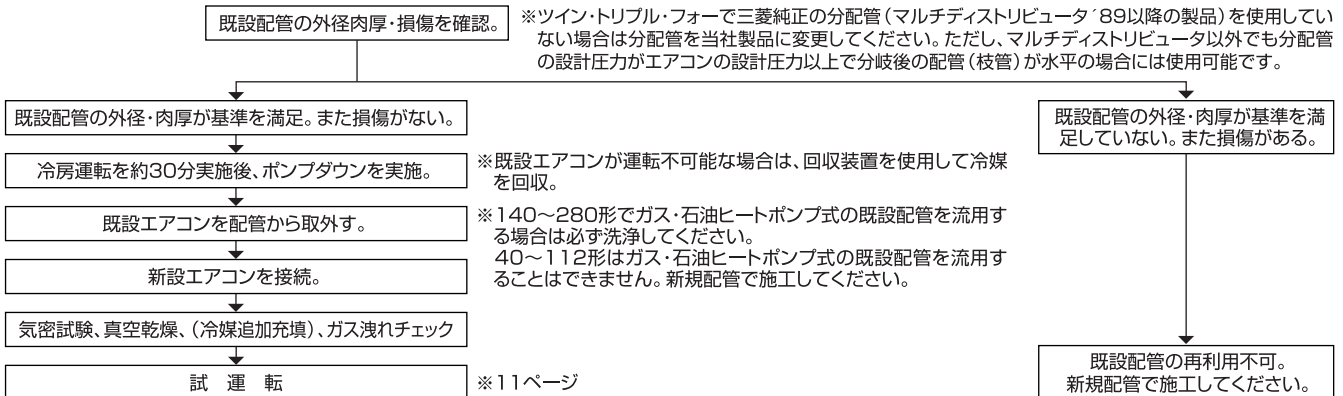 既設配管の外径肉厚・損傷を確認。
※ツイン・トリプル・フォーで三菱純正の分配管（マルチディストリビュータ´89以降の製品）を使用してい
ない場合は分配管を当社製品に変更してください。ただし、マルチディストリビュータ以外でも分配管
の設計圧力がエアコンの設計圧力以上で分岐後の配管（枝管）が水平の場合には使用可能です。
既設配管の外径・肉厚が基準を満足。また損傷がない。
冷房運転を約30分実施後、ポンプダウンを実施。
※既設エアコンが運転不可能な場合は、回収装置を使用して冷媒
を回収。
既設エアコンを配管から取外す。
※140～280形でガス・石油ヒートポンプ式の既設配管を流用す
る場合は必ず洗浄してください。
40～112形はガス・石油ヒートポンプ式の既設配管を流用す
ることはできません。新規配管で施工してください。
新設エアコンを接続。
気密試験、真空乾燥、（冷媒追加充填）、ガス洩れチェック
試　運　転
※11ページ
既設配管の外径・肉厚が基準を満
足していない。また損傷がある。
既設配管の再利用不可。
新規配管で施工してください。